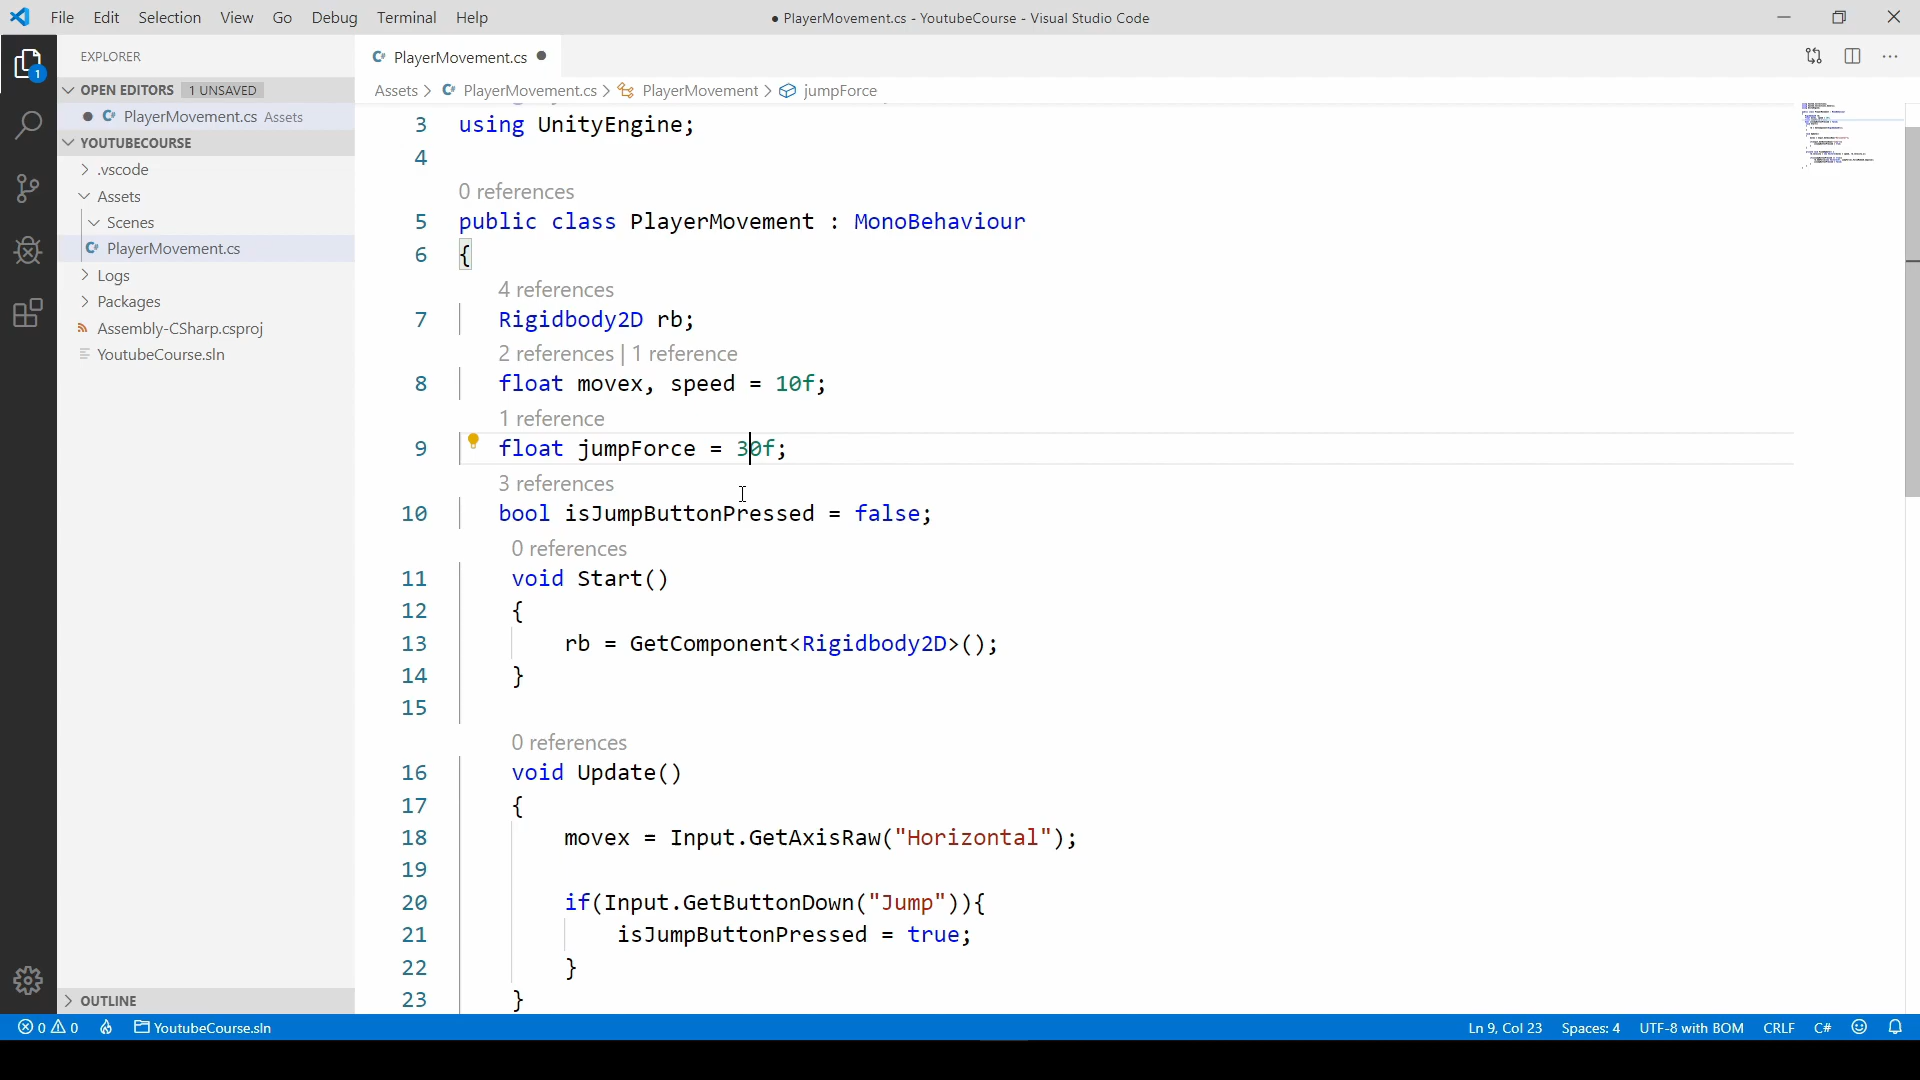 File Edit Selection View Go Debug Terminal Help
● PlayerMovement.cs - YoutubeCourse - Visual Studio Code
EXPLORER
OPEN EDITORS 1 UNSAVED
PlayerMovement.cs Assets
YOUTUBECOURSE
.vscode
Assets
Scenes
PlayerMovement.cs
Logs
Packages
Assembly-CSharp.csproj
YoutubeCourse.sln
OUTLINE
1
PlayerMovement.cs
Assets > PlayerMovement.cs > PlayerMovement > jumpForce
3 using UnityEngine;
4
0 references
5 public class PlayerMovement : MonoBehaviour
6 {
4 references
7 Rigidbody2D rb;
2 references | 1 reference
8 float movex, speed = 10f;
1 reference
9 float jumpForce = 30f;
3 references
10 bool isJumpButtonPressed = false;
0 references
11 void Start()
12 {
13 rb = GetComponent<Rigidbody2D>();
14 }
15
0 references
16 void Update()
17 {
18 movex = Input.GetAxisRaw("Horizontal");
19
20 if(Input.GetButtonDown("Jump")){
21 isJumpButtonPressed = true;
22 }
23 }
0 0 YoutubeCourse.sln
Ln 9, Col 23 Spaces: 4 UTF-8 with BOM CRLF C#